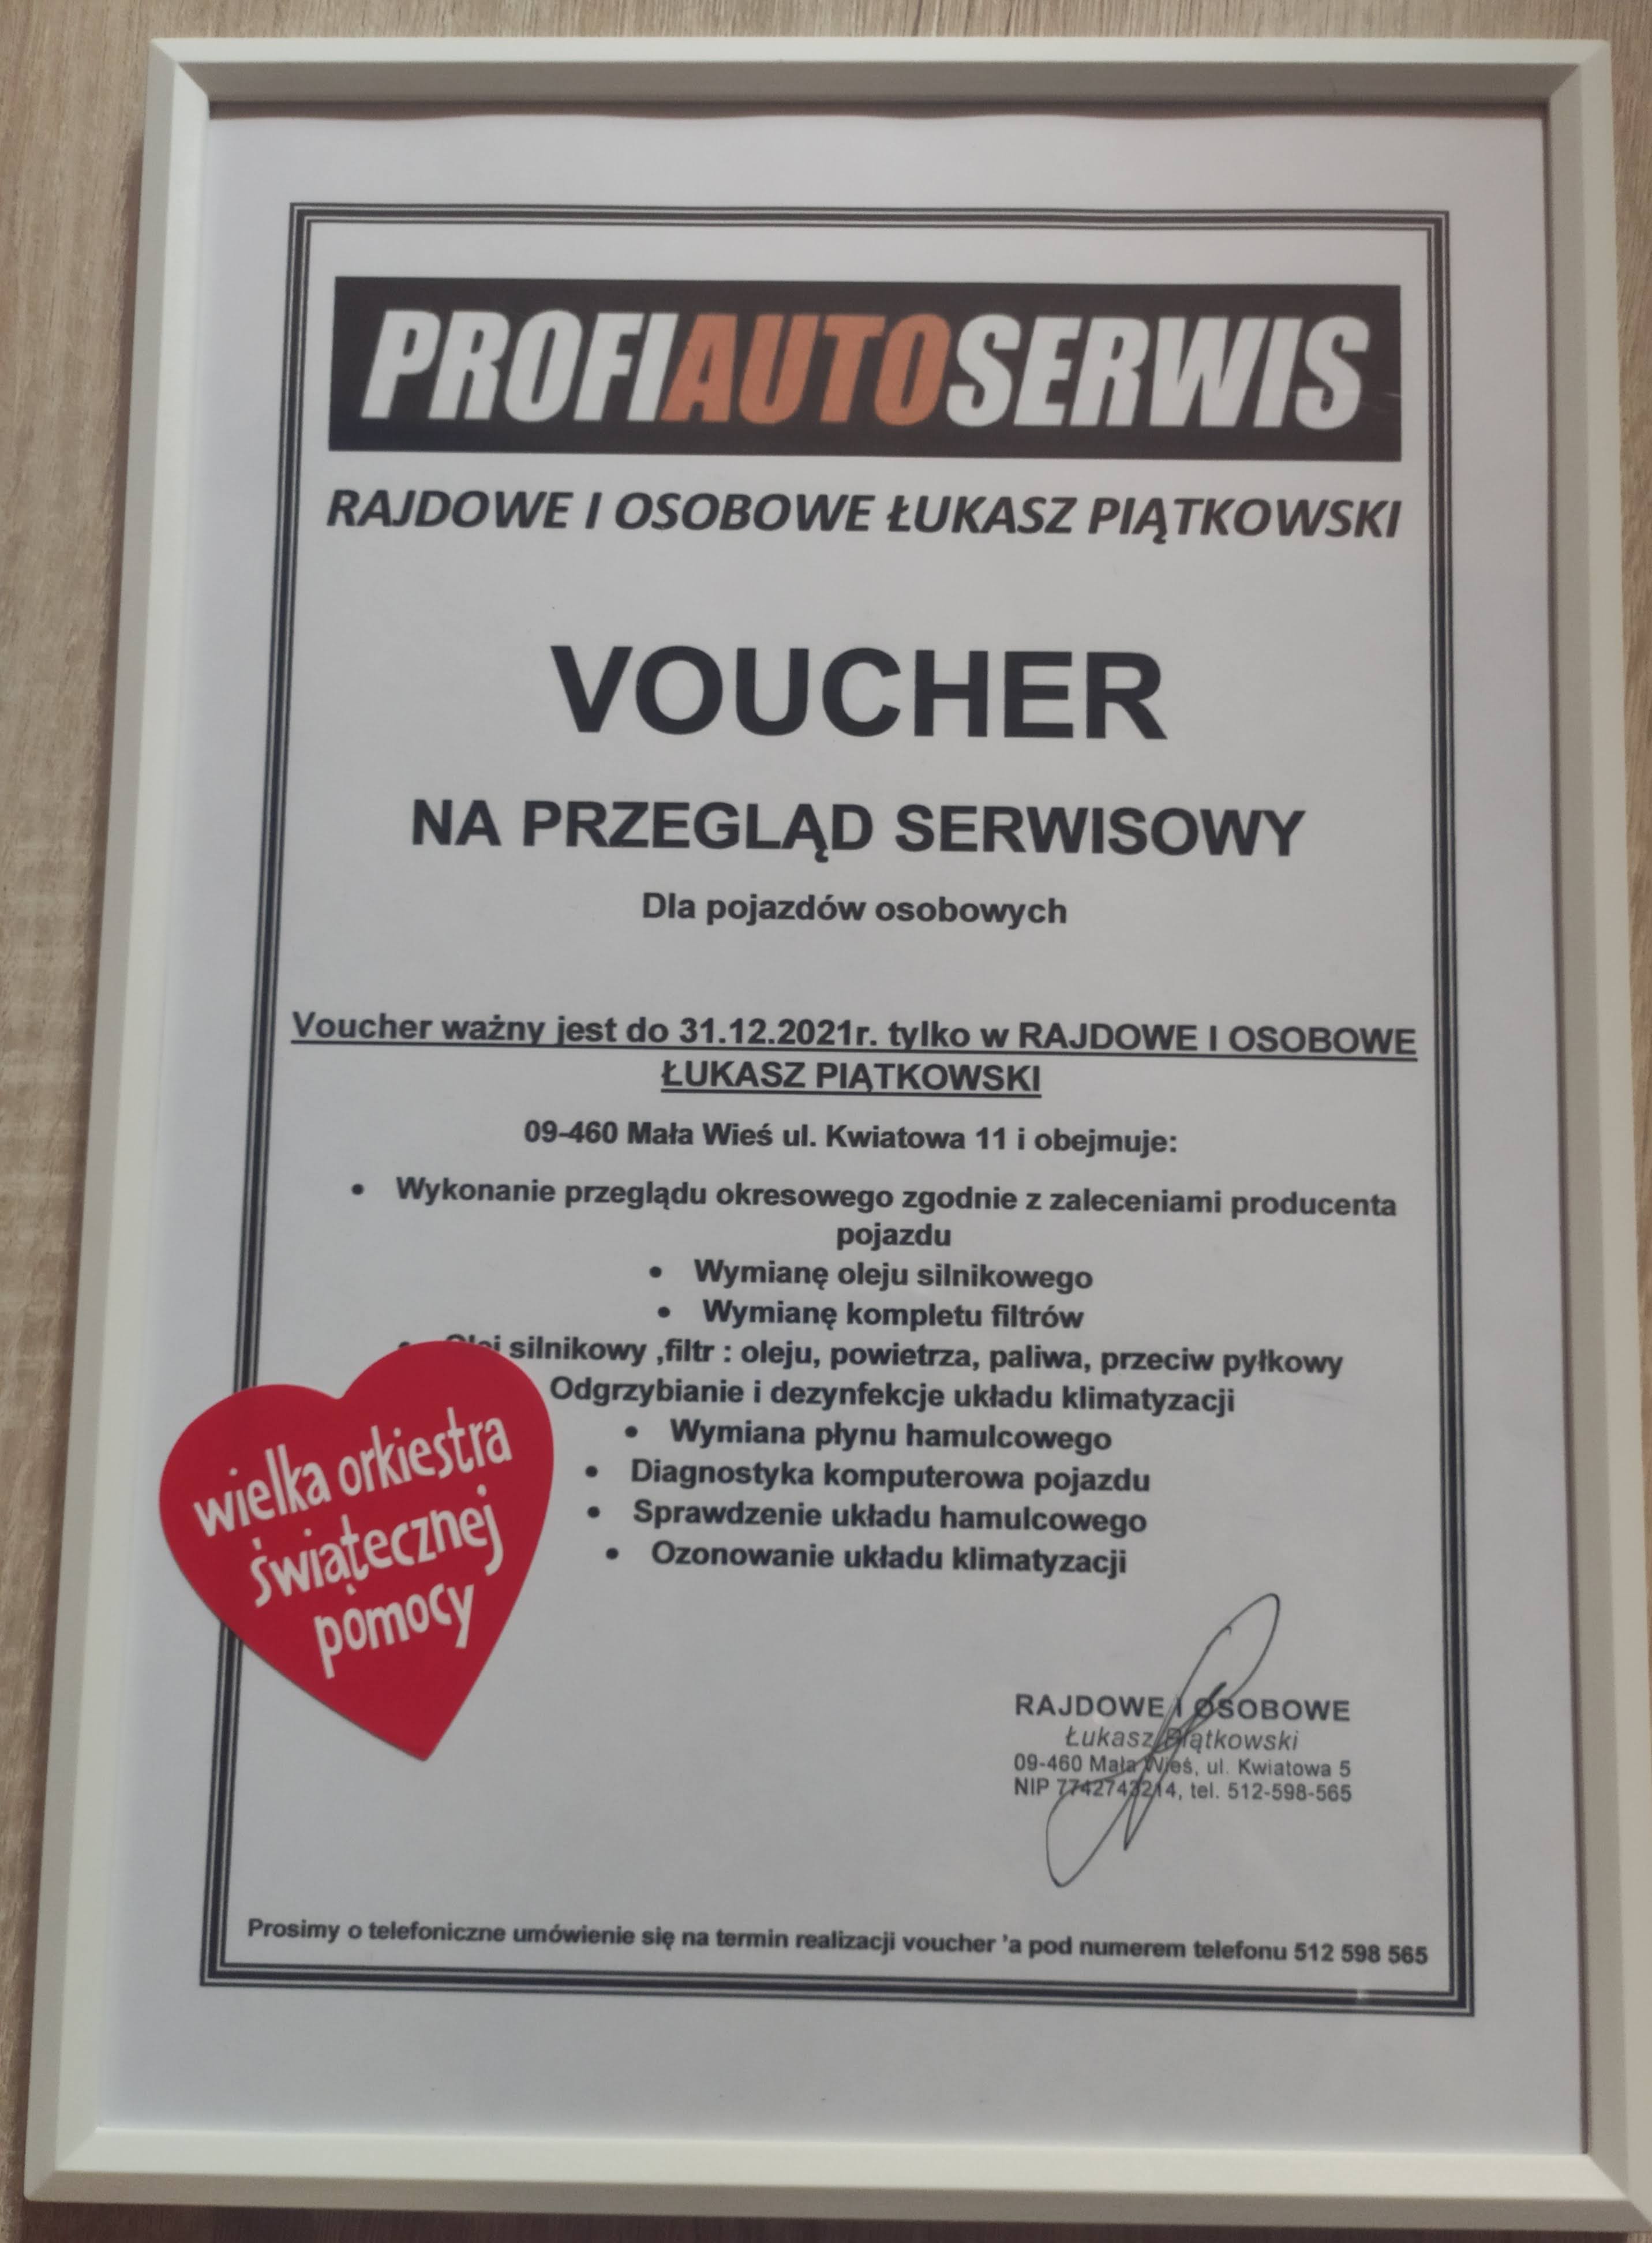 PROFIAUTOSERWIS
RAJDOWE I OSOBOWE ŁUKASZ PIĄTKOWSKI
VOUCHER
NA PRZEGLĄD SERWISOWY
Dla pojazdów osobowych
Voucher ważny jest do 31.12.2021r. tylko w RAJDOWE I OSOBOWE
ŁUKASZ PIĄTKOWSKI
09-460 Mała Wieś ul. Kwiatowa 11 i obejmuje:
• Wykonanie przeglądu okresowego zgodnie z zaleceniami producenta
pojazdu
• Wymianę oleju silnikowego
• Wymianę kompletu filtrów
• Olej silnikowy ,filtr : oleju, powietrza, paliwa, przeciw pyłkowy
Odgrzybianie i dezynfekcje układu klimatyzacji
• Wymiana płynu hamulcowego
• Diagnostyka komputerowa pojazdu
• Sprawdzenie układu hamulcowego
• Ozonowanie układu klimatyzacji
wielka orkiestra
świątecznej
pomocy
RAJDOWE I OSOBOWE
Łukasz Piątkowski
09-460 Mała Wieś, ul. Kwiatowa 5
NIP 7742743214, tel. 512-598-565
Prosimy o telefoniczne umówienie się na termin realizacji voucher 'a pod numerem telefonu 512 598 565